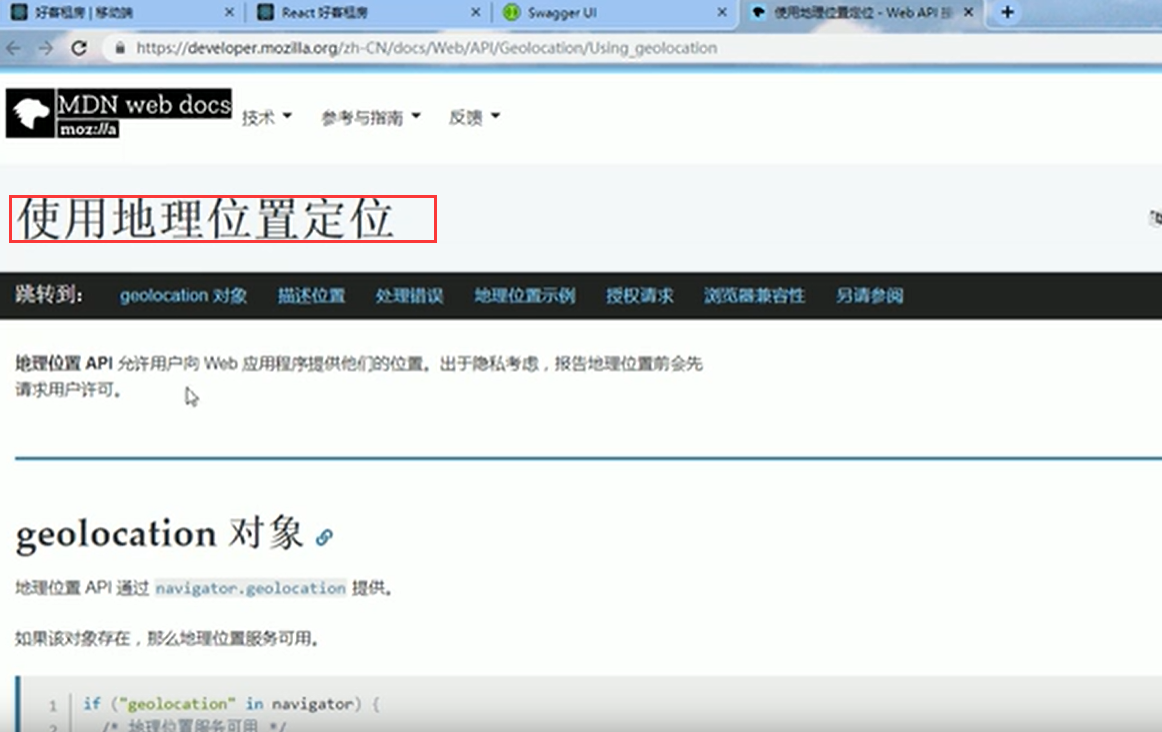 好客租房 | 移动端
React 好客租房
Swagger UI
使用地理位置定位 - Web API 接
https://developer.mozilla.org/zh-CN/docs/Web/API/Geolocation/Using_geolocation
MDN web docs
moz://a
技术
参考与指南
反馈
使用地理位置定位
跳转到：
geolocation 对象
描述位置
处理错误
地理位置示例
授权请求
浏览器兼容性
另请参阅
地理位置 API 允许用户向 Web 应用程序提供他们的位置。出于隐私考虑，报告地理位置前会先
请求用户许可。
geolocation 对象
地理位置 API 通过 navigator.geolocation 提供。
如果该对象存在，那么地理位置服务可用。
1 if ("geolocation" in navigator) {
2 /* 地理位置服务可用 */